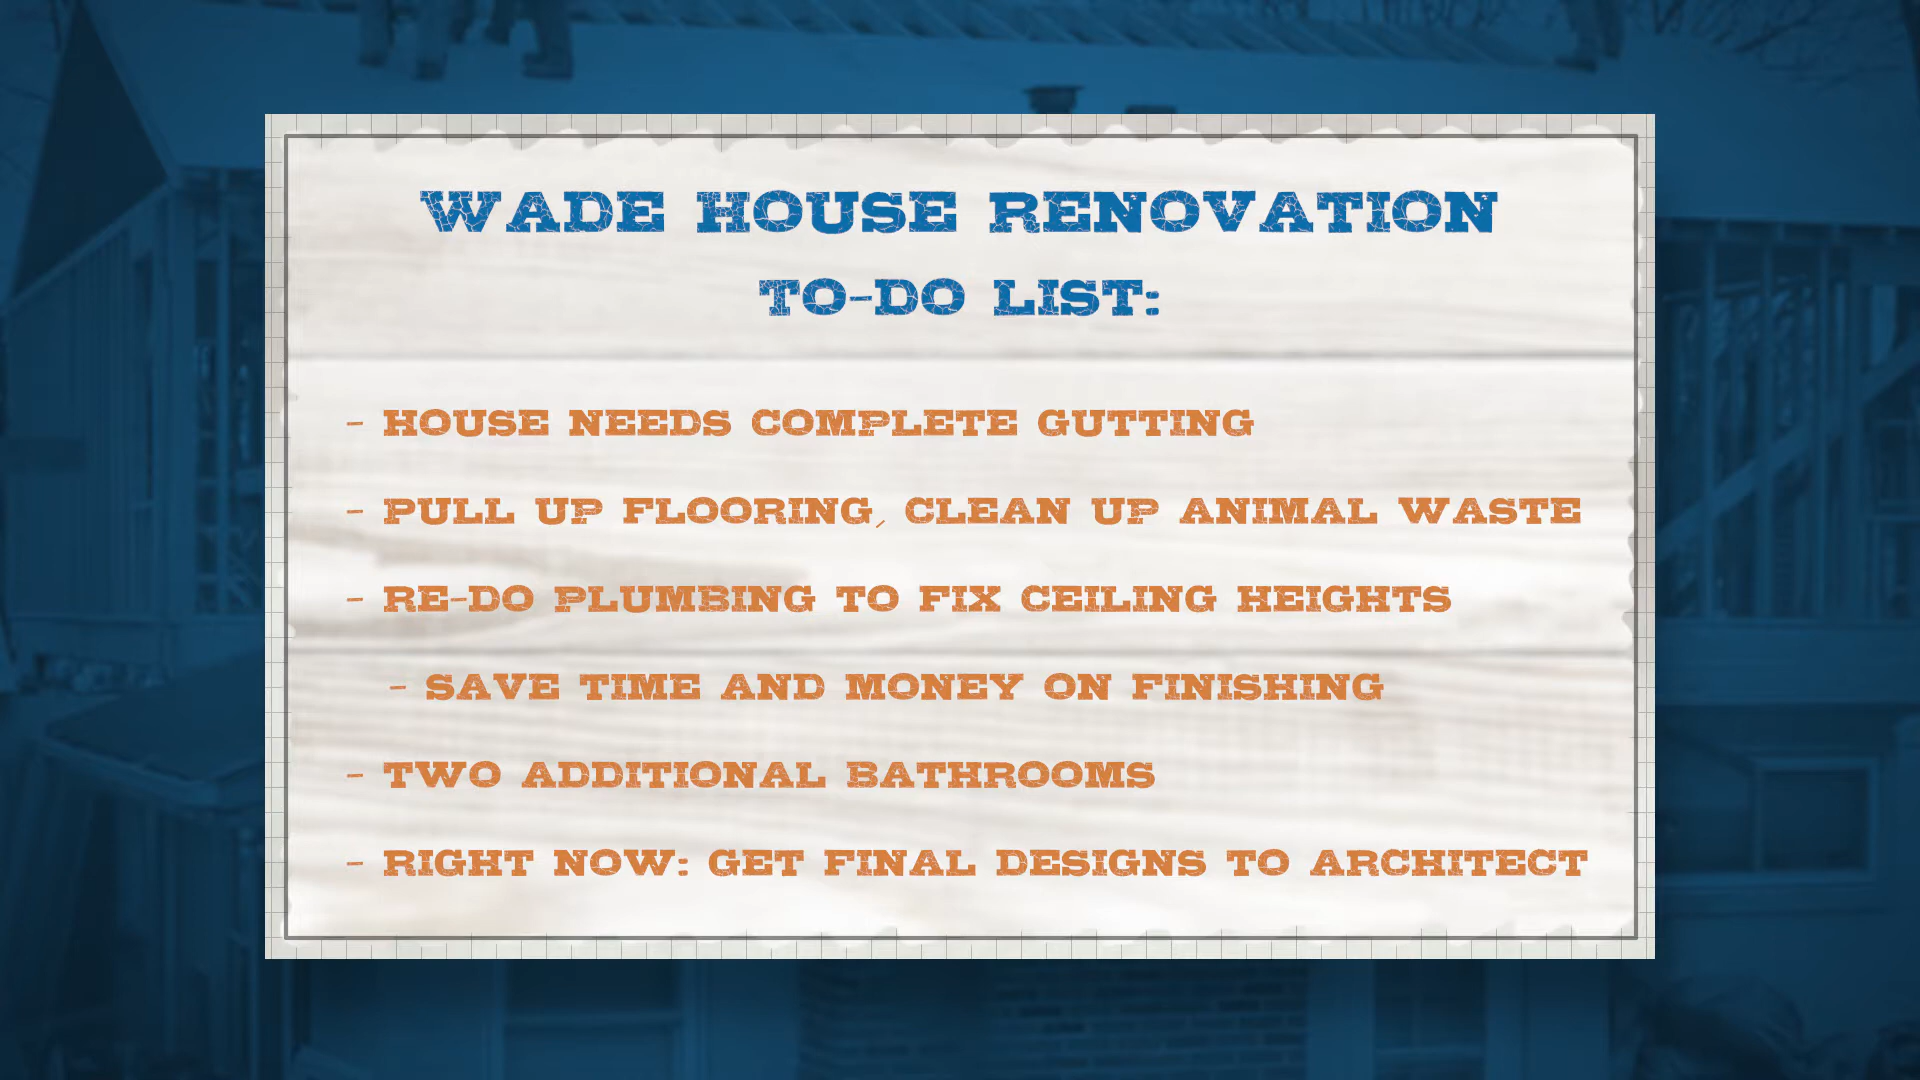 WADE HOUSE RENOVATION
TO-DO LIST:
- HOUSE NEEDS COMPLETE GUTTING
- PULL UP FLOORING, CLEAN UP ANIMAL WASTE
- RE-DO PLUMBING TO FIX CEILING HEIGHTS
- SAVE TIME AND MONEY ON FINISHING
- TWO ADDITIONAL BATHROOMS
- RIGHT NOW: GET FINAL DESIGNS TO ARCHITECT